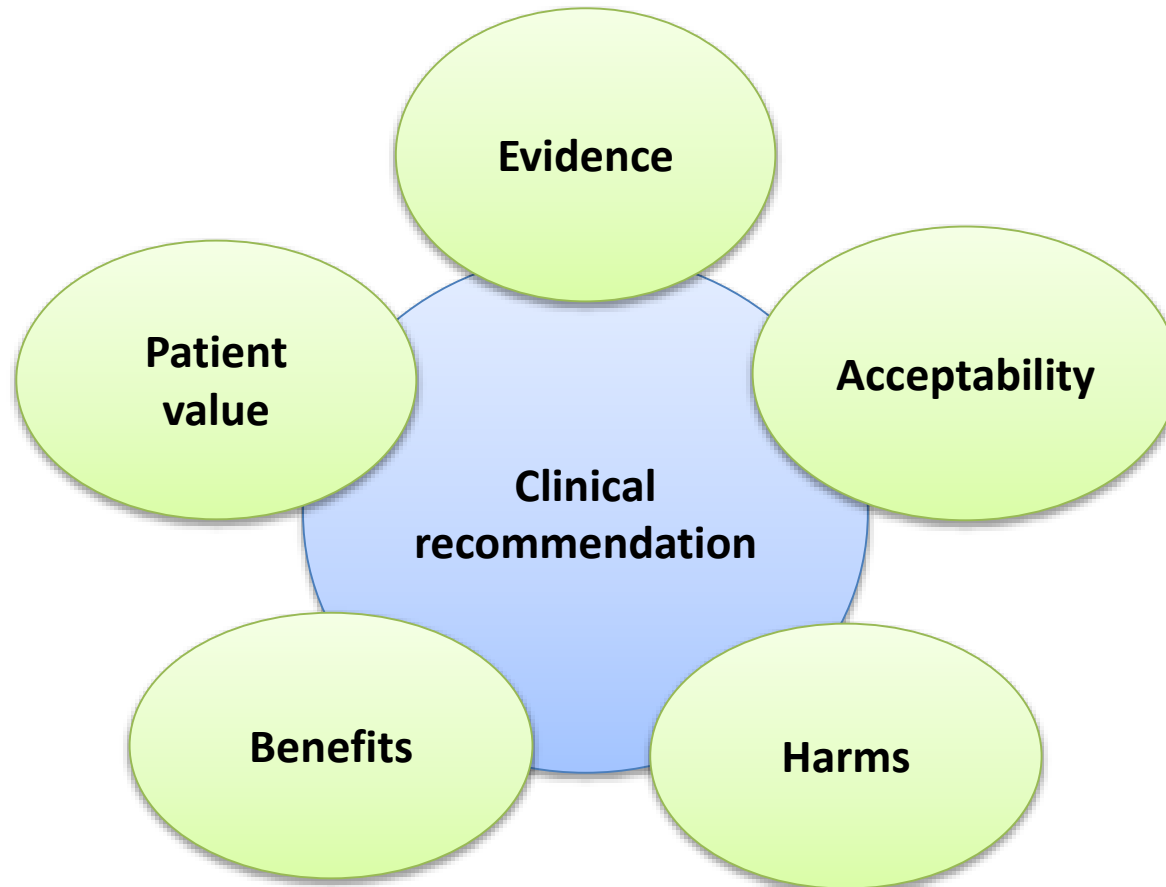 Evidence
Patient
value
Acceptability
Clinical
recommendation
Benefits
Harms